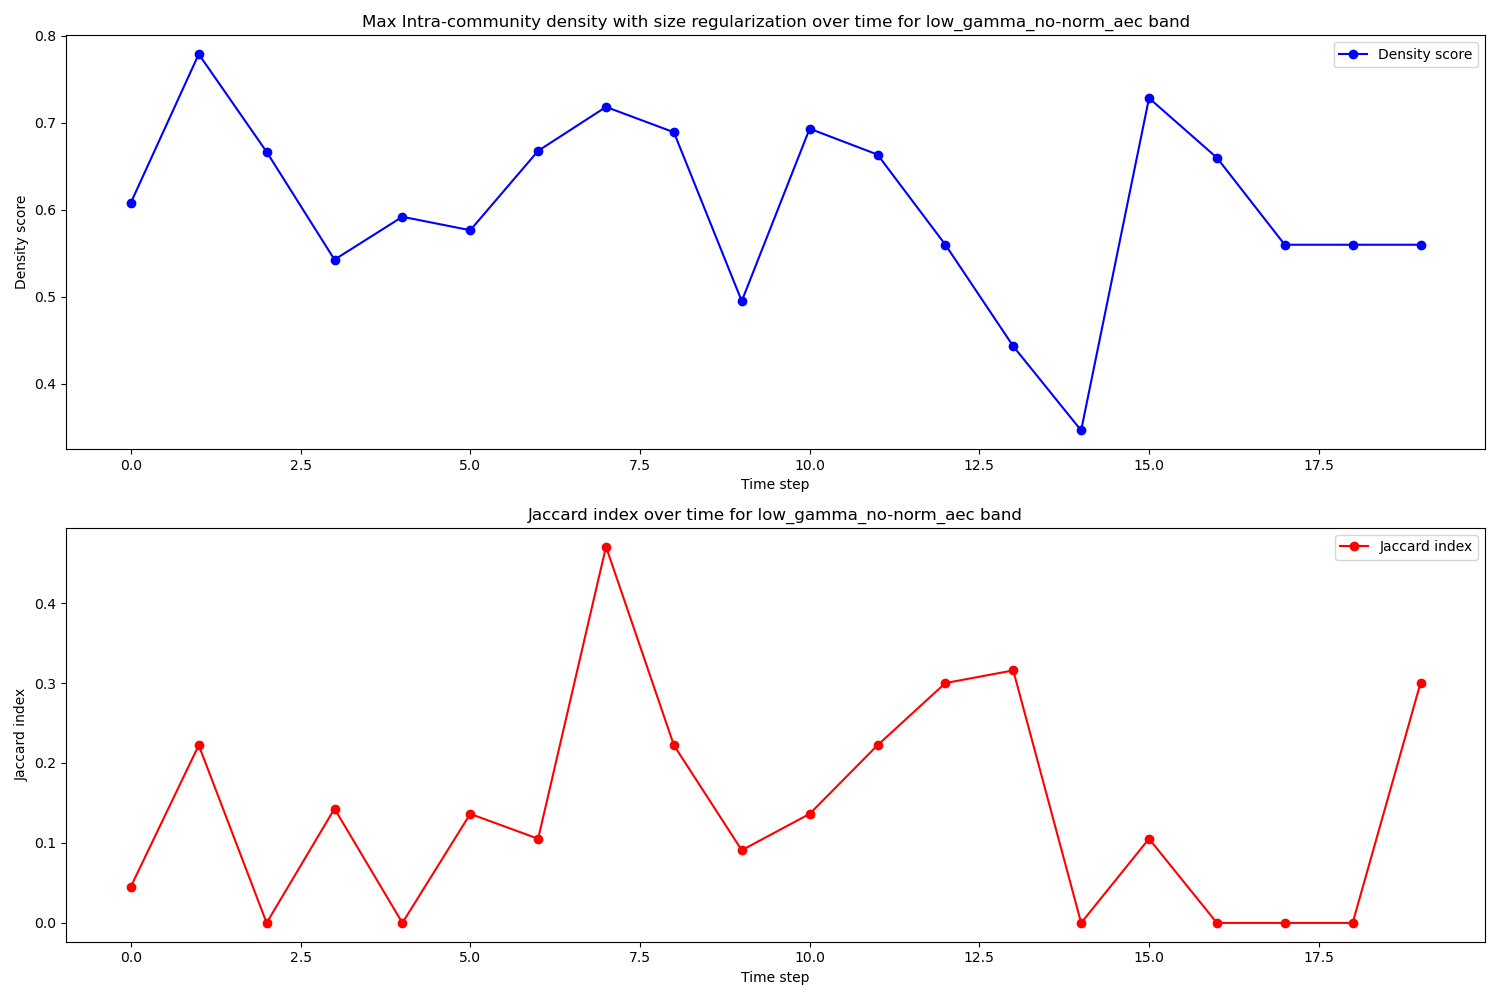 Max Intra-community density with size regularization over time for low_gamma_no-norm_aec band
Density score
0.8
0.7
0.6
0.5
0.4
Density score
0.0 2.5 5.0 7.5 10.0 12.5 15.0 17.5
Time step
Jaccard index over time for low_gamma_no-norm_aec band
Jaccard index
0.4
0.3
0.2
0.1
0.0
Jaccard index
0.0 2.5 5.0 7.5 10.0 12.5 15.0 17.5
Time step